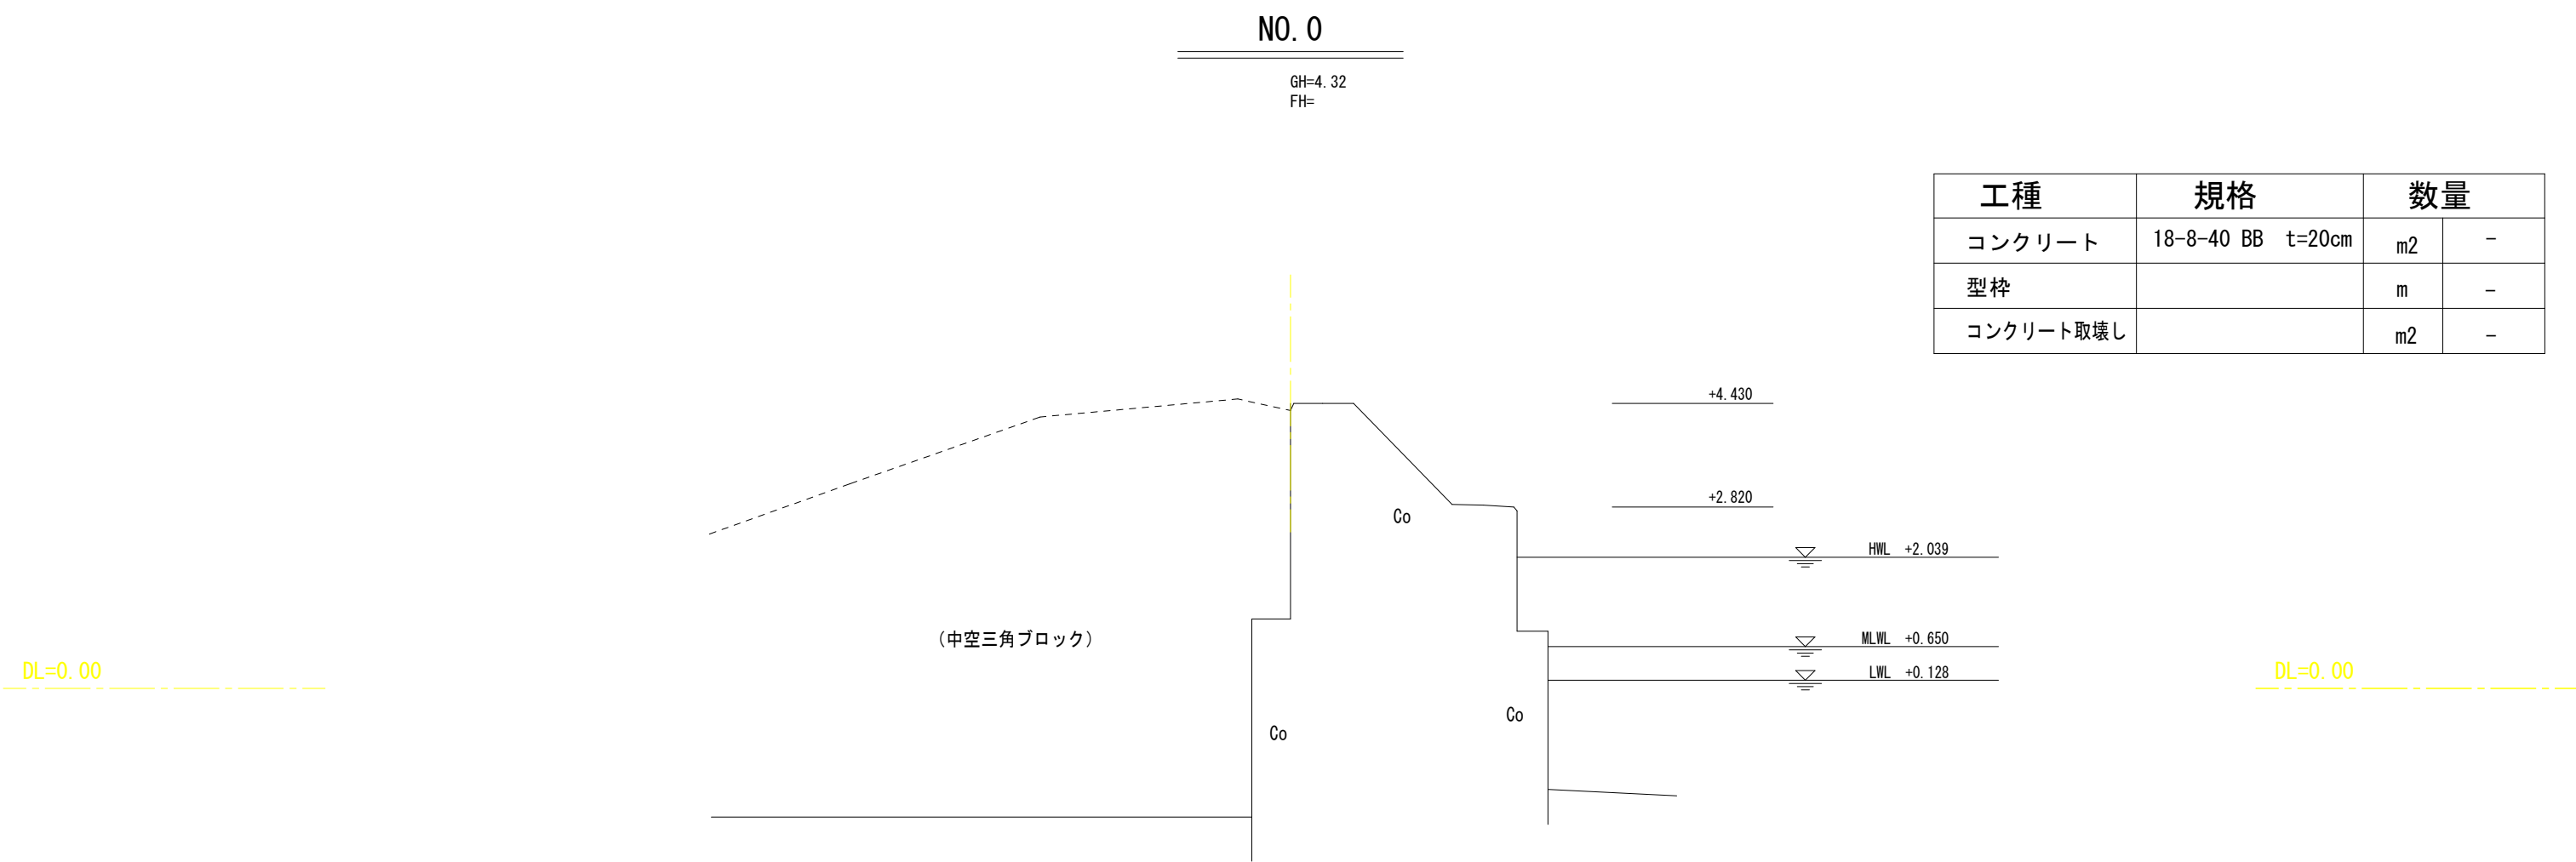 NO.0
GH=4.32
FH=
工種 規格 数量
コンクリート 18-8-40 BB t=20cm m2 -
型枠 m -
コンクリート取壊し m2 -
+4.430
+2.820
Co
HWL +2.039
(中空三角ブロック)
MLWL +0.650
DL=0.00
LWL +0.128
DL=0.00
Co
Co